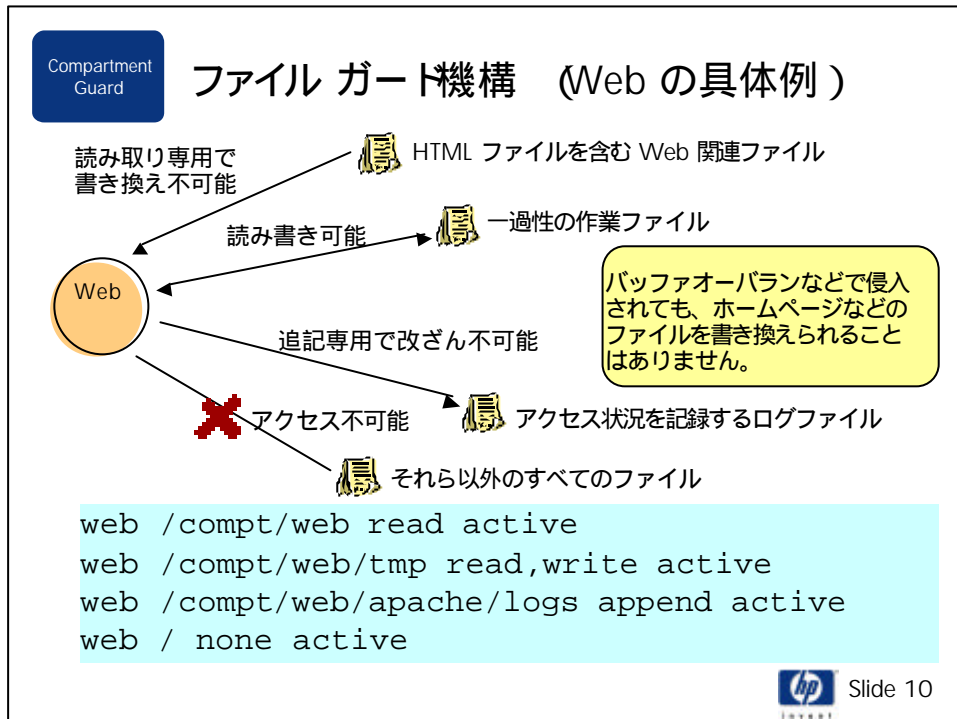 Compartment
Guard
ファイル ガード機構 (Web の具体例)
読み取り専用で
書き換え不可能
HTML ファイルを含む Web 関連ファイル
読み書き可能
一過性の作業ファイル
Web
バッファオーバランなどで侵入
されても、ホームページなどの
ファイルを書き換えられること
はありません。
追記専用で改ざん不可能
アクセス不可能
アクセス状況を記録するログファイル
それら以外のすべてのファイル
web /compt/web read active
web /compt/web/tmp read,write active
web /compt/web/apache/logs append active
web / none active
hp
invent
Slide 10